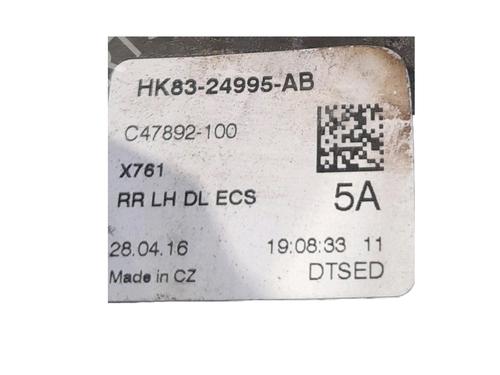 HK83-24995-AB
C47892-100
X761
RR LH DL ECS
5A
28.04.16 19:08:33 11
Made in CZ DTSED